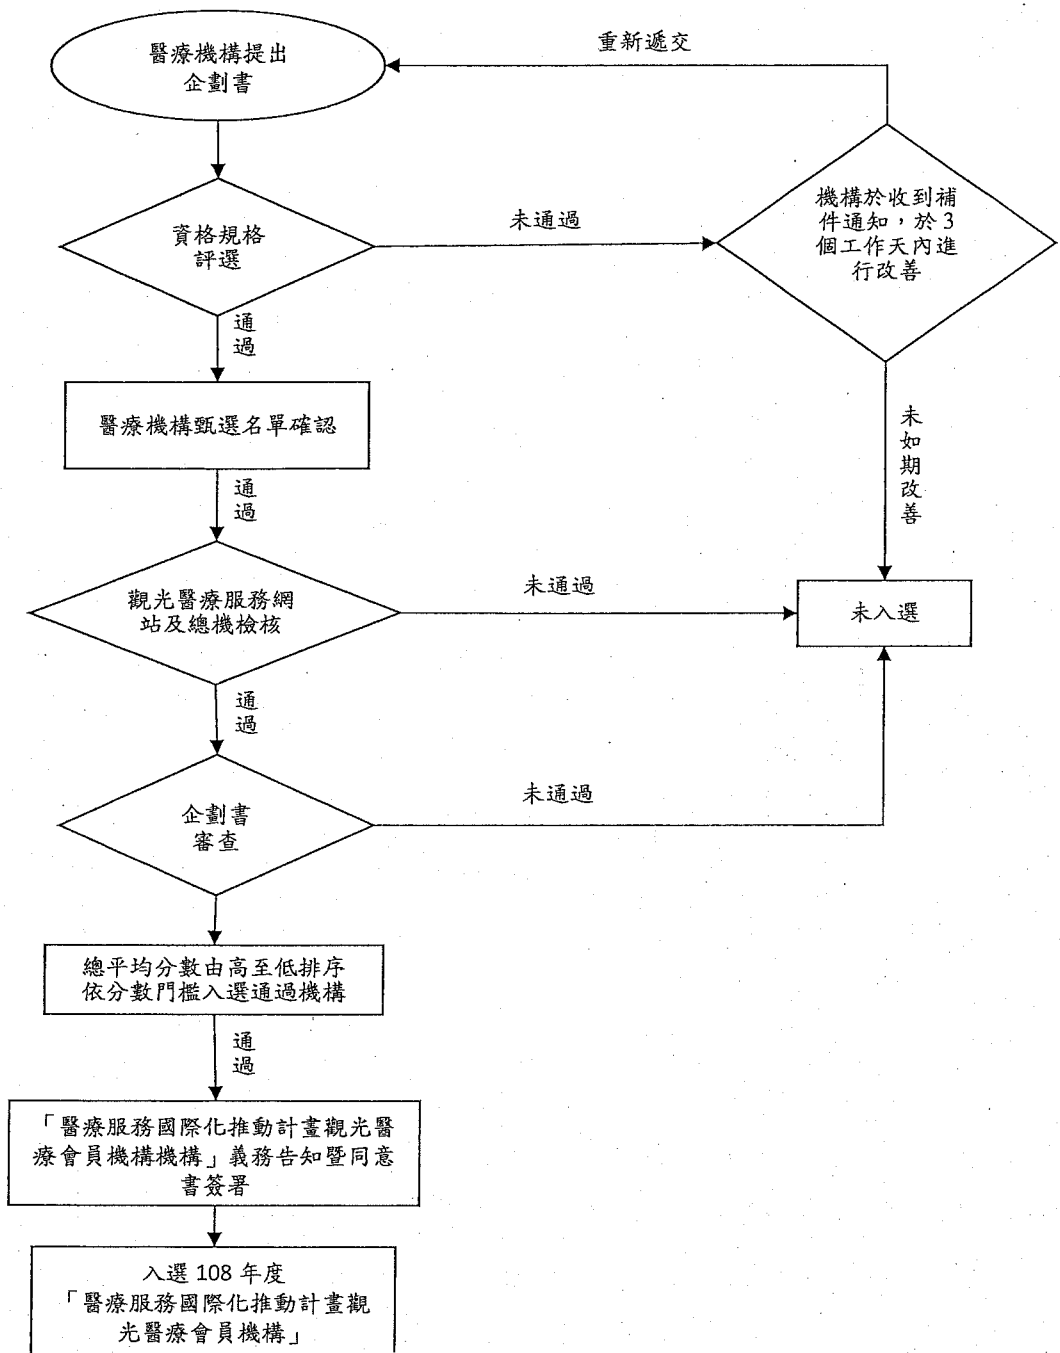 醫療機構提出
企劃書
重新遞交
機構於收到補
件通知，於3
個工作天內進
行改善
資格規格
評選
未通過
通
過
醫療機構甄選名單確認
未
如
期
改
善
通
過
觀光醫療服務網
站及總機檢核
未通過
未入選
通
過
企劃書
審查
未通過
總平均分數由高至低排序
依分數門檻入選通過機構
通
過
「醫療服務國際化推動計畫觀光醫
療會員機構機構」義務告知暨同意
書簽署
入選 108 年度
「醫療服務國際化推動計畫觀
光醫療會員機構」